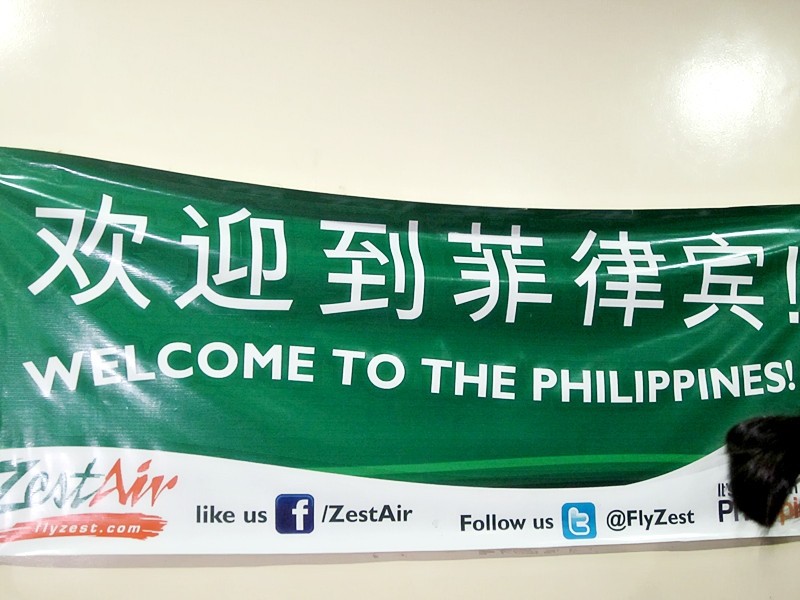 欢迎到菲律宾!
WELCOME TO THE PHILIPPINES!
ZestAir
flyzest.com
like us f /ZestAir
Follow us t @FlyZest